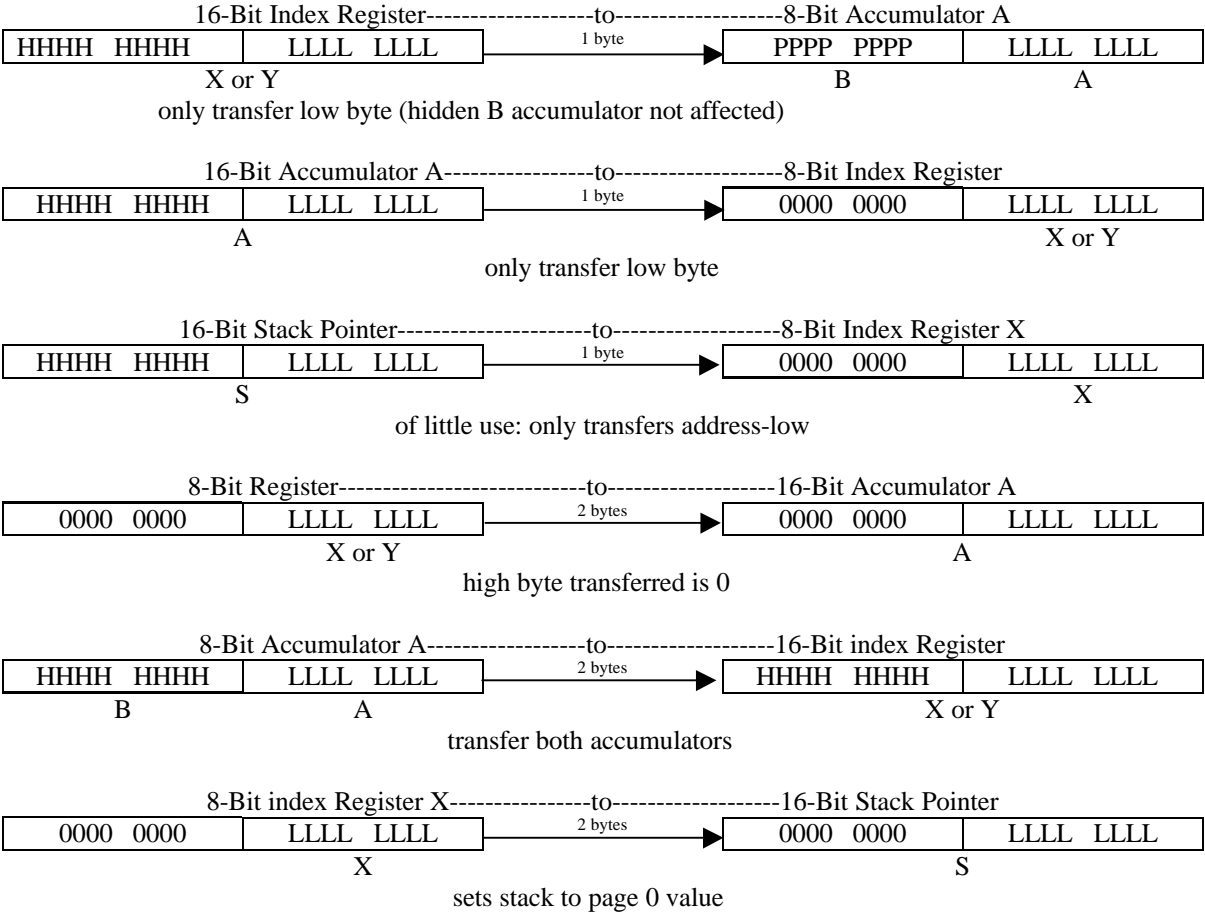 16-Bit Index Register-------------------to-------------------8-Bit Accumulator A
HHHH HHHH LLLL LLLL 1 byte PPPP PPPP LLLL LLLL
X or Y B A
only transfer low byte (hidden B accumulator not affected)
16-Bit Accumulator A-----------------to-------------------8-Bit Index Register
HHHH HHHH LLLL LLLL 1 byte 0000 0000 LLLL LLLL
A X or Y
only transfer low byte
16-Bit Stack Pointer----------------------to-------------------8-Bit Index Register X
HHHH HHHH LLLL LLLL 1 byte 0000 0000 LLLL LLLL
S X
of little use: only transfers address-low
8-Bit Register----------------------------to-------------------16-Bit Accumulator A
0000 0000 LLLL LLLL 2 bytes 0000 0000 LLLL LLLL
X or Y A
high byte transferred is 0
8-Bit Accumulator A------------------to-------------------16-Bit index Register
HHHH HHHH LLLL LLLL 2 bytes HHHH HHHH LLLL LLLL
B A X or Y
transfer both accumulators
8-Bit index Register X----------------to-------------------16-Bit Stack Pointer
0000 0000 LLLL LLLL 2 bytes 0000 0000 LLLL LLLL
X S
sets stack to page 0 value